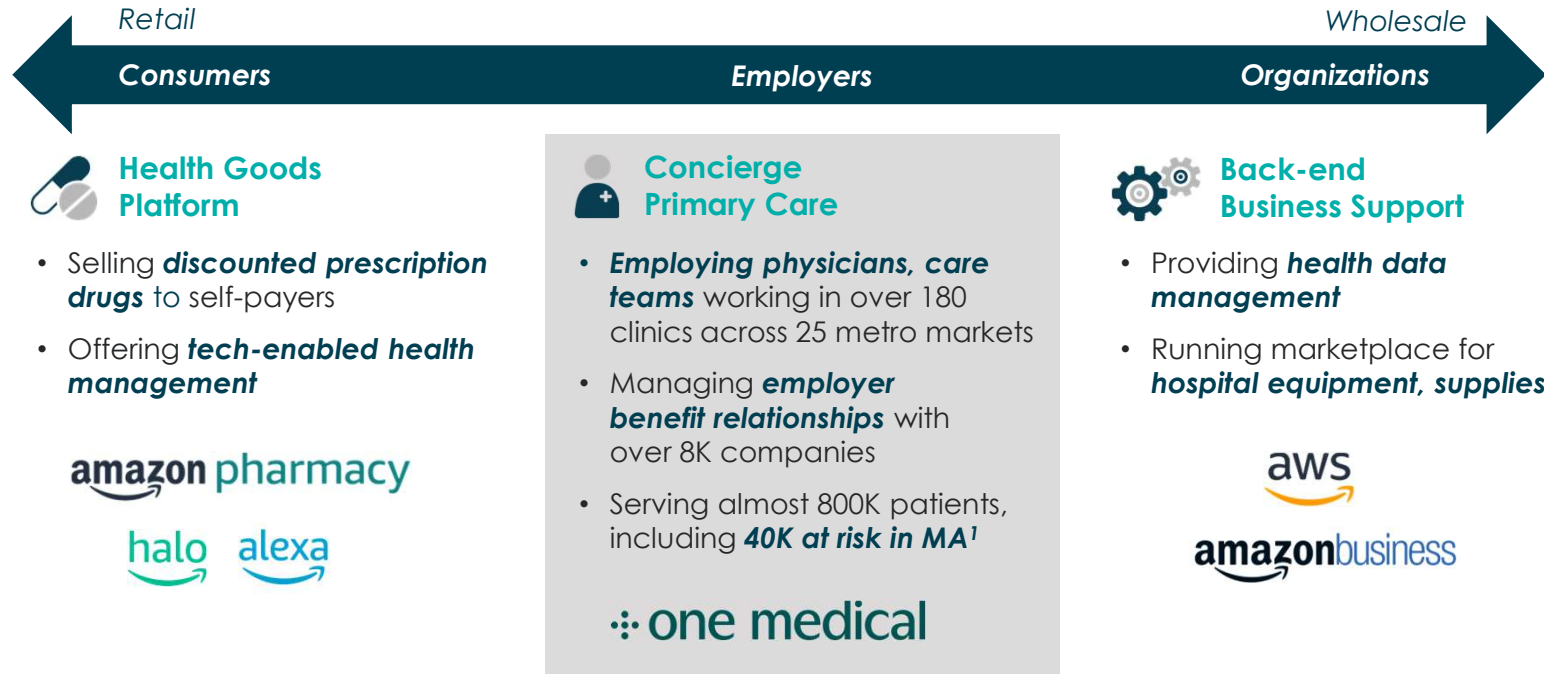 Retail
Wholesale
Consumers
Employers
Organizations
Health Goods
Platform
• Selling discounted prescription
drugs to self-payers
• Offering tech-enabled health
management
amazon pharmacy
halo alexa
Concierge
Primary Care
• Employing physicians, care
teams working in over 180
clinics across 25 metro markets
• Managing employer
benefit relationships with
over 8K companies
• Serving almost 800K patients,
including 40K at risk in MA¹
one medical
Back-end
Business Support
• Providing health data
management
• Running marketplace for
hospital equipment, supplies
aws
amazonbusiness